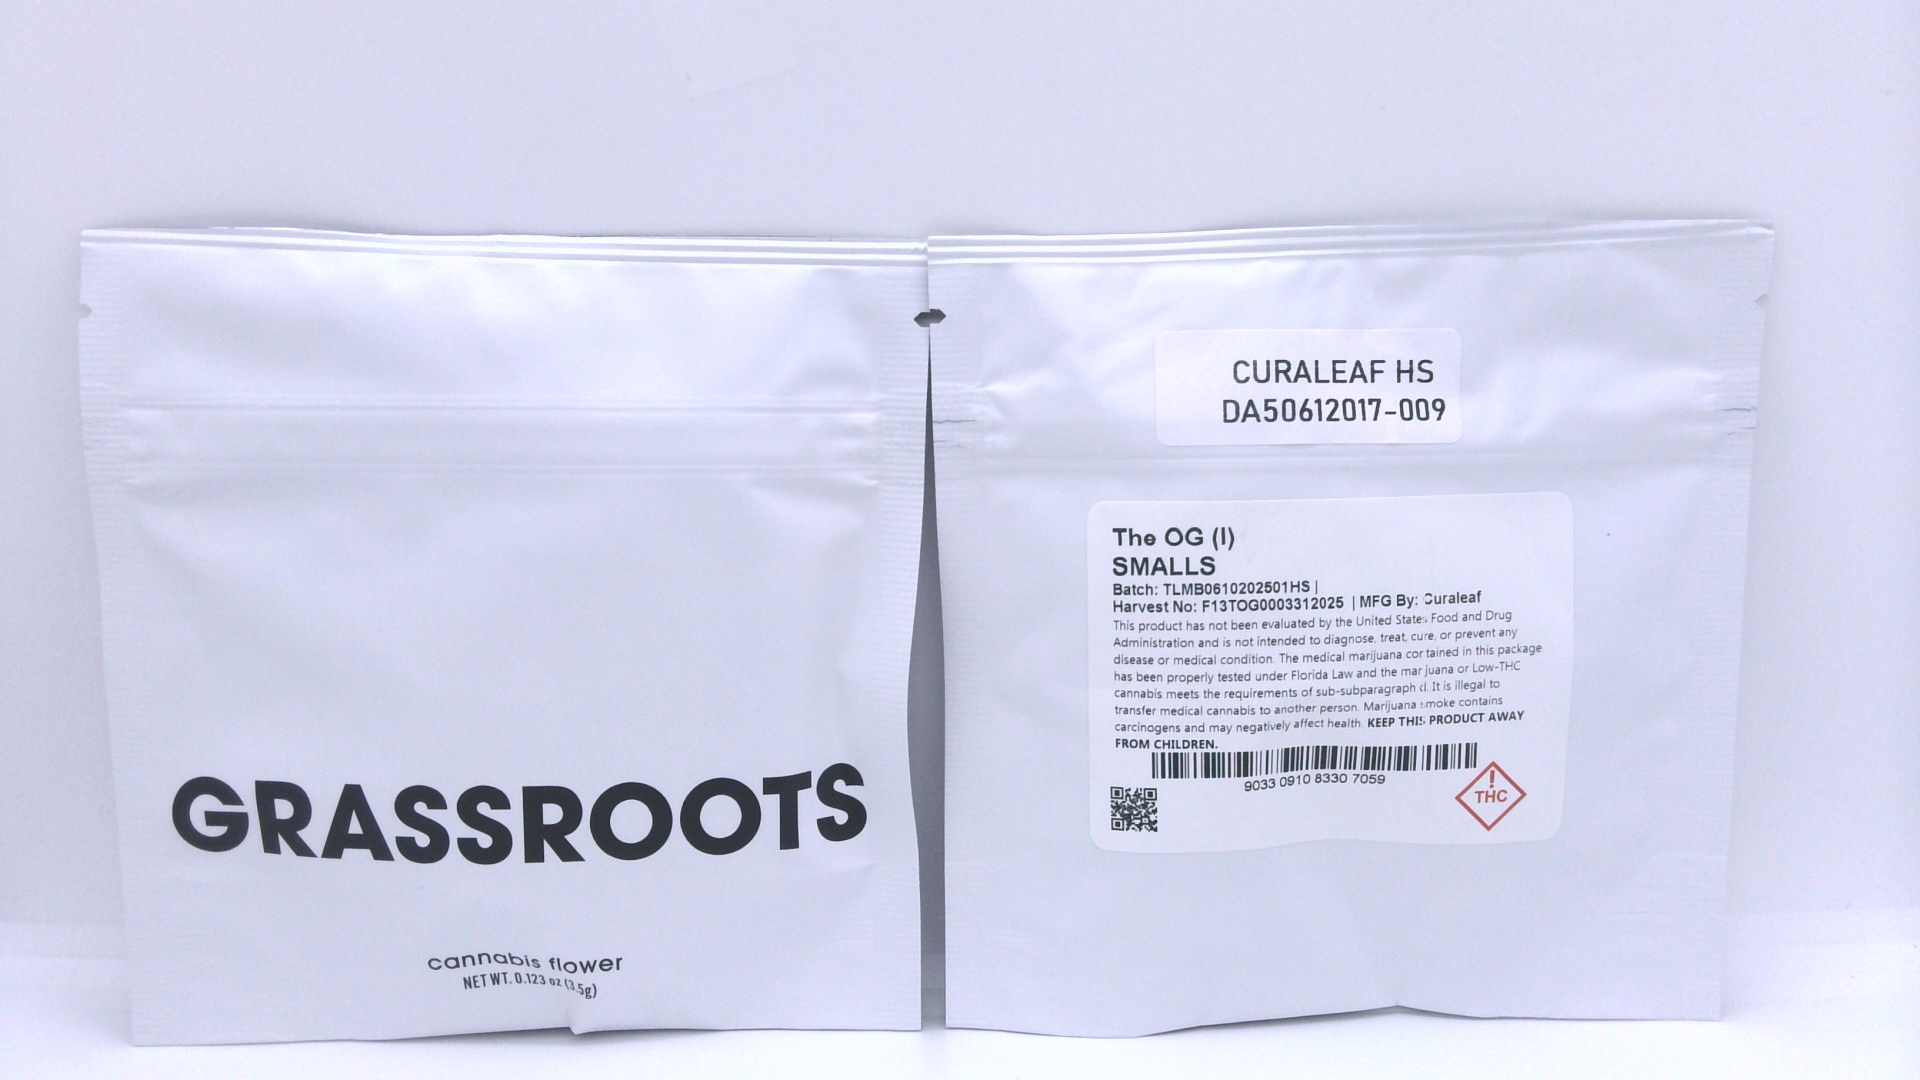 GRASSROOTS
cannabis flower
NET WT. 0.123 oz (3.5g)
CURALEAF HS
DA50612017-009
The OG (I)
SMALLS
Batch: TLMB0610202501HS |
Harvest No: F13TOG0003312025 | MFG By: Curaleaf
This product has not been evaluated by the United States Food and Drug
Administration and is not intended to diagnose, treat, cure, or prevent any
disease or medical condition. The medical marijuana contained in this package
has been properly tested under Florida Law and the marijuana or Low-THC
cannabis meets the requirements of sub-subparagraph d. It is illegal to
transfer medical cannabis to another person. Marijuana smoke contains
carcinogens and may negatively affect health. KEEP THIS PRODUCT AWAY
FROM CHILDREN.
9033 0910 8330 7059
!
THC